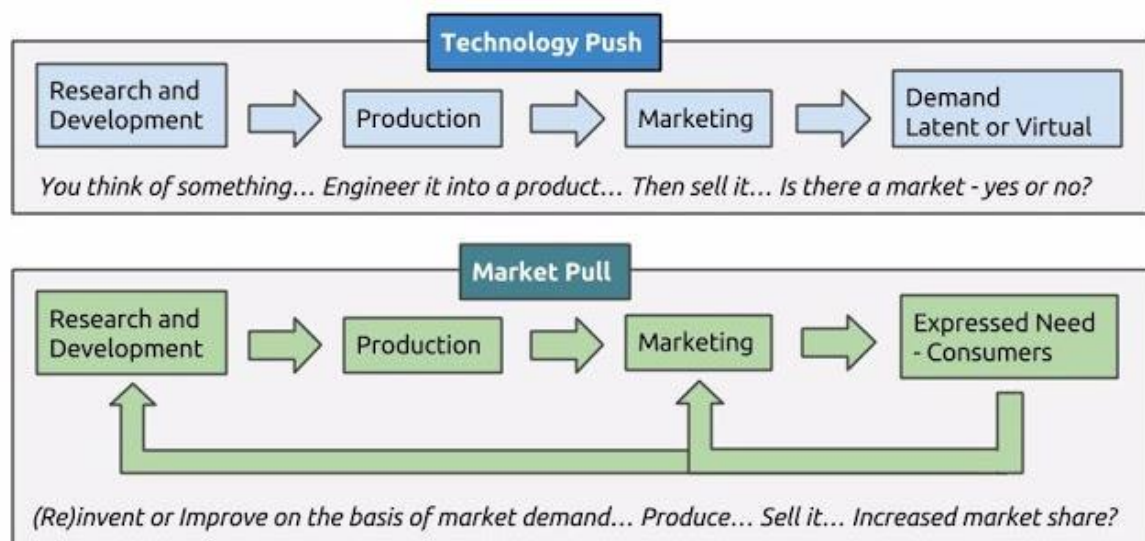 Technology Push
Research and
Development
Production
Marketing
Demand
Latent or Virtual
You think of something... Engineer it into a product... Then sell it... Is there a market - yes or no?
Market Pull
Research and
Development
Production
Marketing
Expressed Need
- Consumers
(Re)invent or Improve on the basis of market demand... Produce... Sell it... Increased market share?